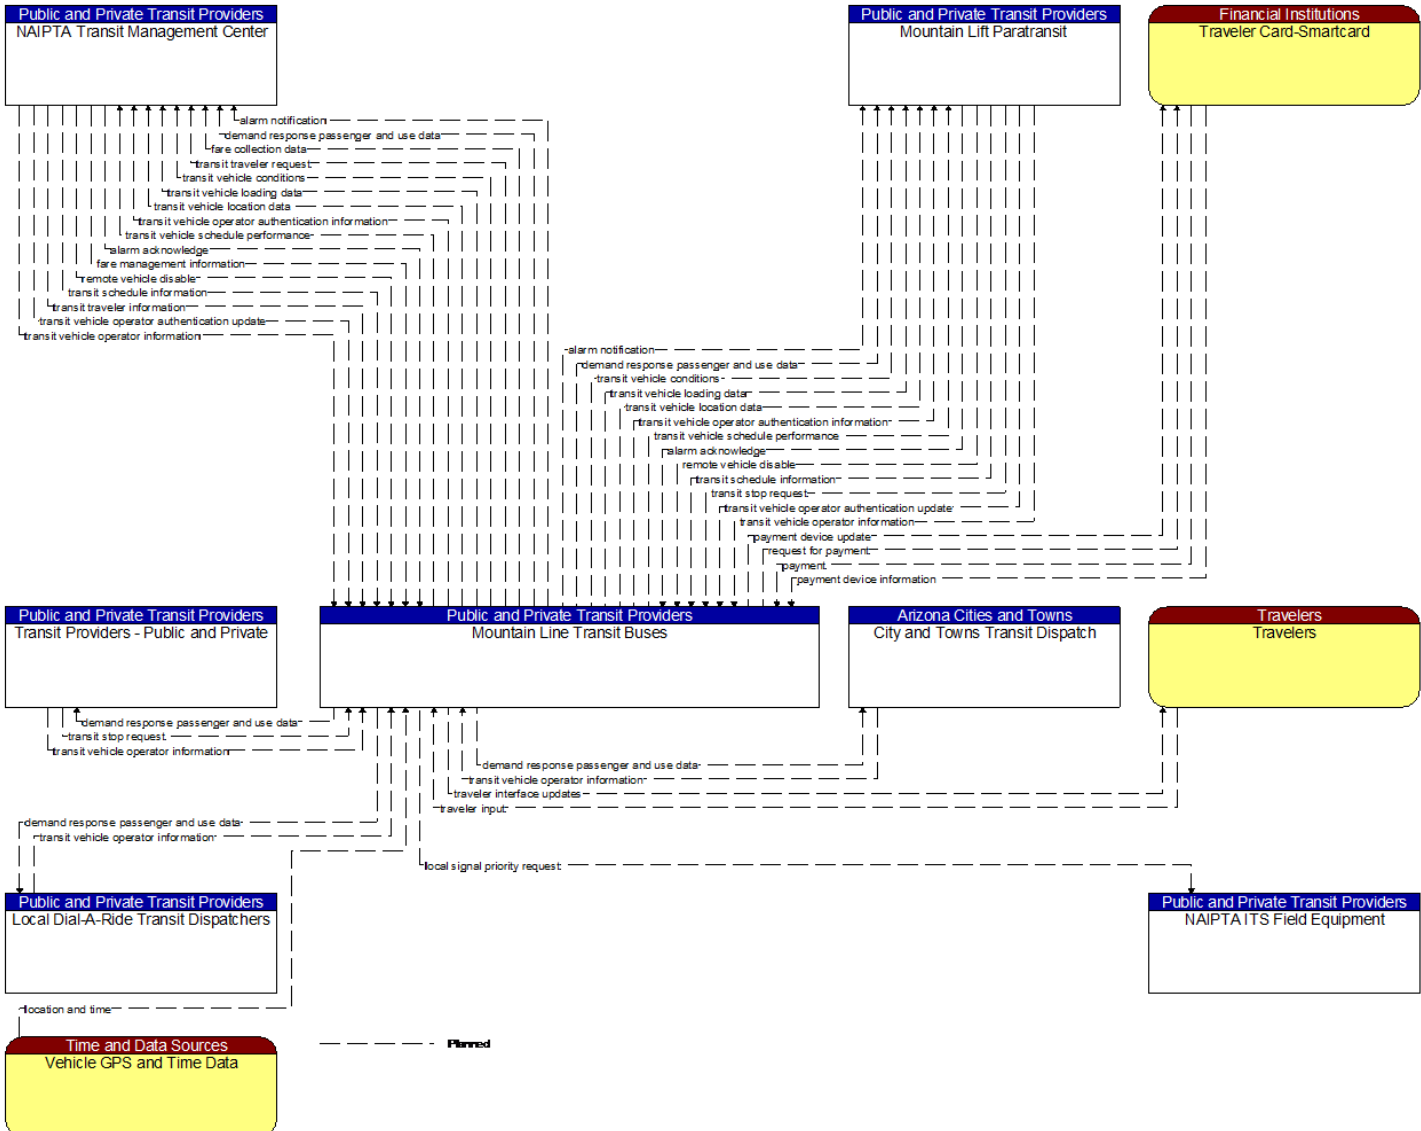 Public and Private Transit Providers
NAIPTA Transit Management Center
Public and Private Transit Providers
Mountain Lift Paratransit
Financial Institutions
Traveler Card-Smartcard
alarm notification
demand response passenger and use data
fare collection data
transit traveler request
transit vehicle conditions
transit vehicle loading data
transit vehicle location data
transit vehicle operator authentication information
transit vehicle schedule performance
alarm acknowledge
fare management information
remote vehicle disable
transit schedule information
transit traveler information
transit vehicle operator authentication update
transit vehicle operator information
alarm notification
demand response passenger and use data
transit vehicle conditions
transit vehicle loading data
transit vehicle location data
transit vehicle operator authentication information
transit vehicle schedule performance
alarm acknowledge
remote vehicle disable
transit schedule information
transit stop request
transit vehicle operator authentication update
transit vehicle operator information
payment device update
request for payment
payment
payment device information
Public and Private Transit Providers
Transit Providers - Public and Private
Public and Private Transit Providers
Mountain Line Transit Buses
Arizona Cities and Towns
City and Towns Transit Dispatch
Travelers
Travelers
demand response passenger and use data
transit stop request
transit vehicle operator information
demand response passenger and use data
transit vehicle operator information
traveler interface updates
traveler input
demand response passenger and use data
transit vehicle operator information
local signal priority request
Public and Private Transit Providers
Local Dial-A-Ride Transit Dispatchers
Public and Private Transit Providers
NAIPTA ITS Field Equipment
location and time
Time and Data Sources
Vehicle GPS and Time Data
Planned